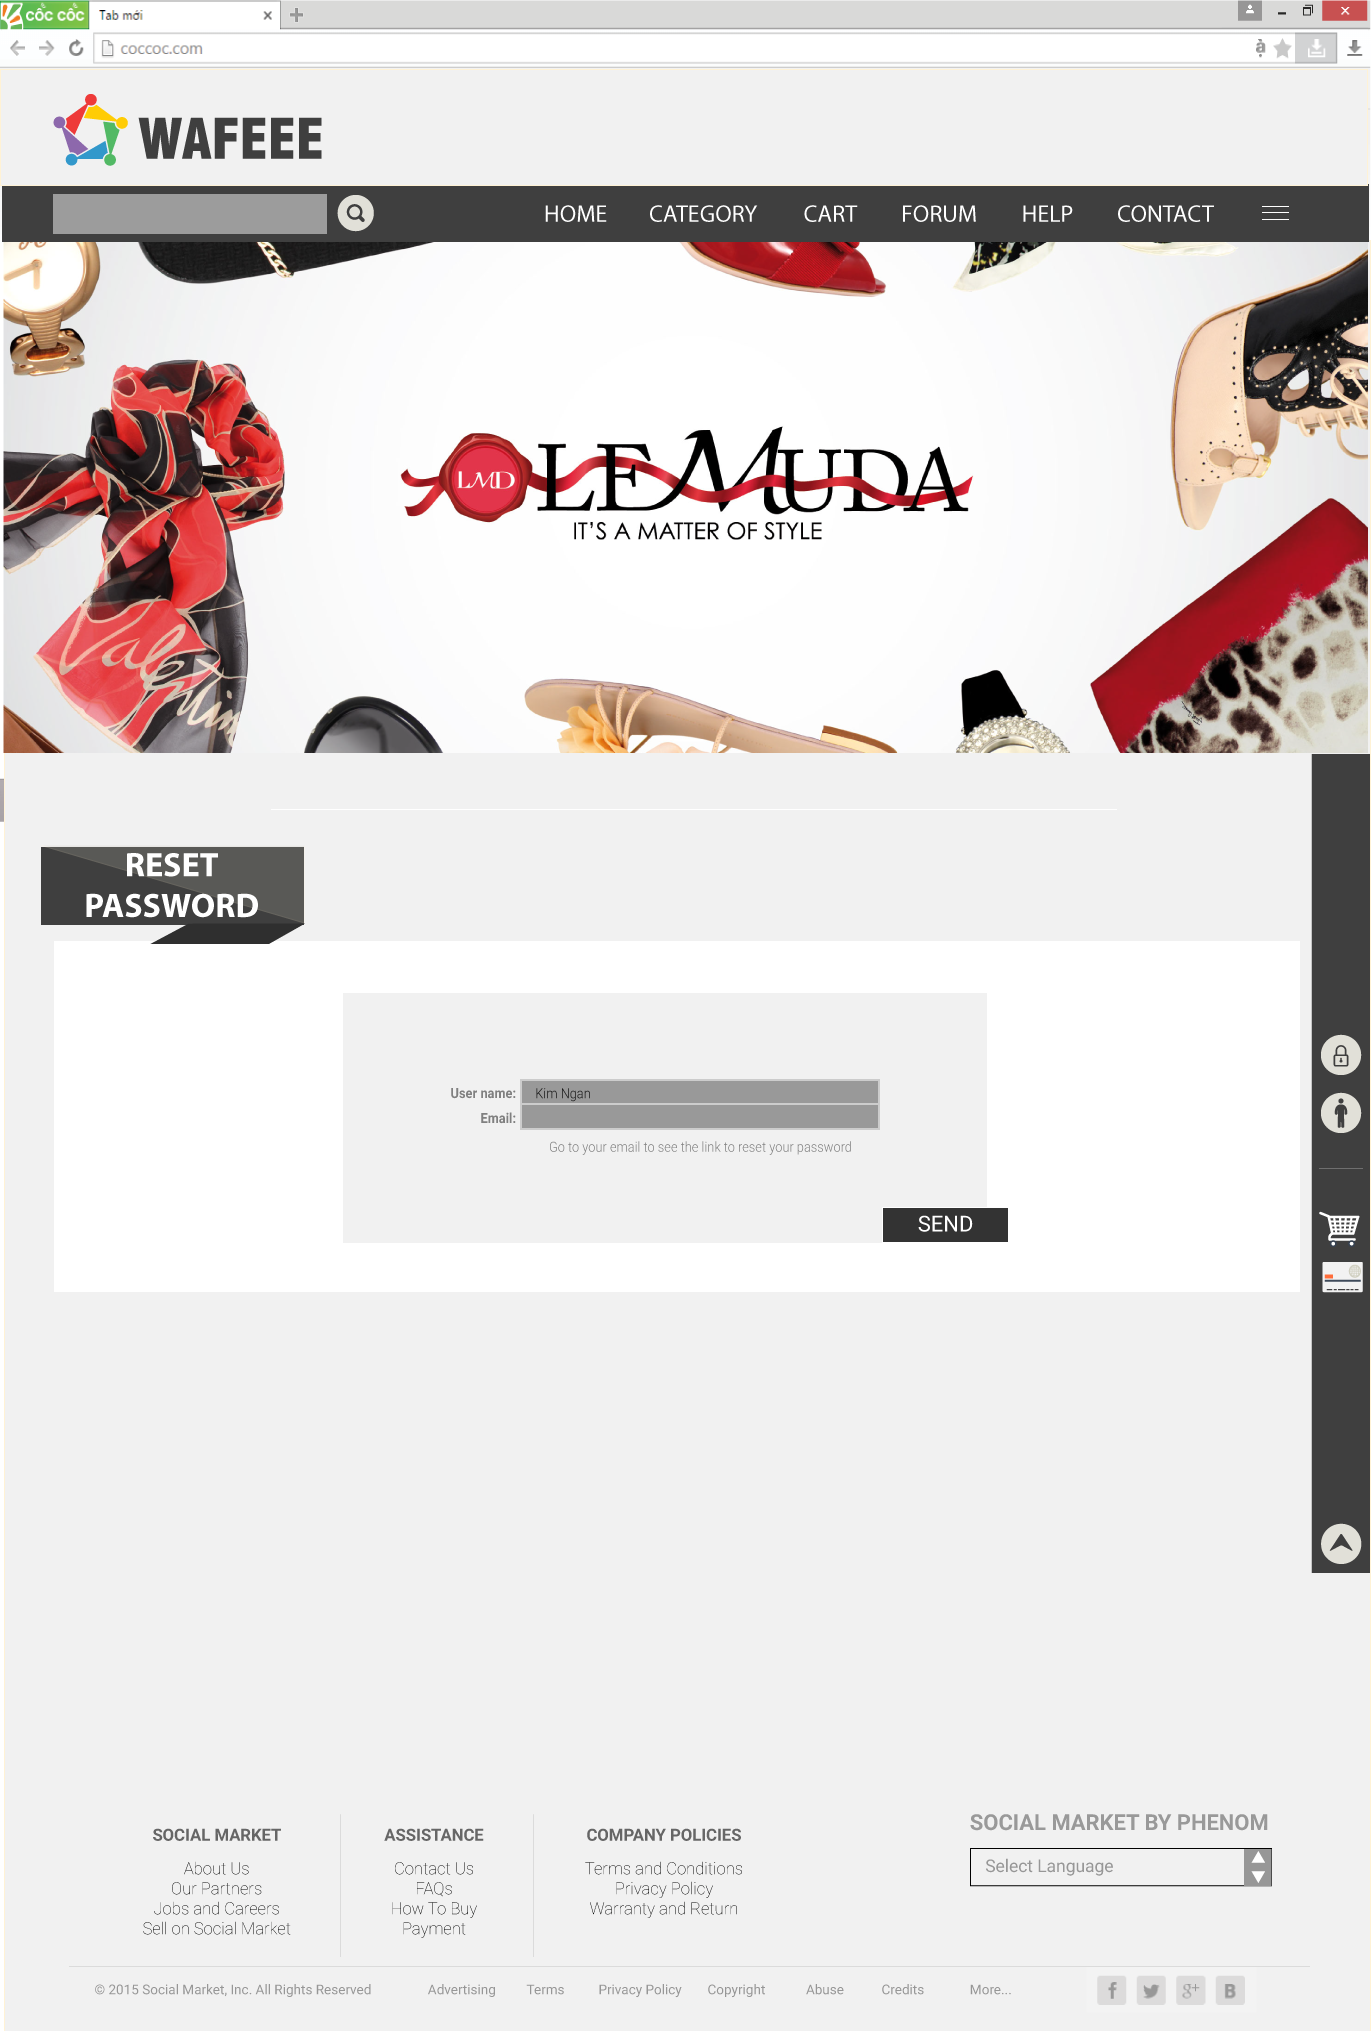 cốc cốc
Tab mới
coccoc.com
WAFEEE
HOME CATEGORY CART FORUM HELP CONTACT
LMD LEMUDA
IT'S A MATTER OF STYLE
RESET
PASSWORD
User name: Kim Ngan
Email:
Go to your email to see the link to reset your password
SEND
SOCIAL MARKET
About Us
Our Partners
Jobs and Careers
Sell on Social Market
ASSISTANCE
Contact Us
FAQs
How To Buy
Payment
COMPANY POLICIES
Terms and Conditions
Privacy Policy
Warranty and Return
SOCIAL MARKET BY PHENOM
Select Language
© 2015 Social Market, Inc. All Rights Reserved Advertising Terms Privacy Policy Copyright Abuse Credits More... f g+ B